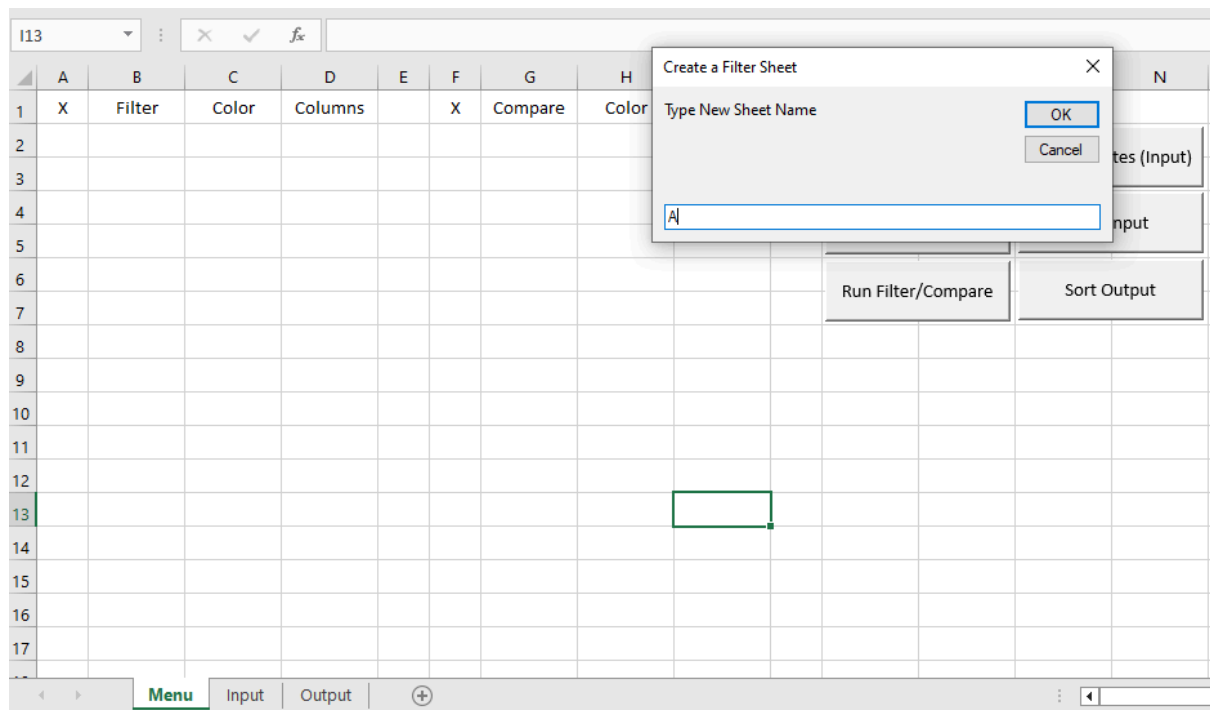 I13 fx
A B C D E F G H N
1 X Filter Color Columns X Compare Color
Create a Filter Sheet
Type New Sheet Name
OK
Cancel
A
2
3
4
5
6
7
8
9
10
11
12
13
14
15
16
17
tes (Input)
nput
Run Filter/Compare Sort Output
Menu Input Output